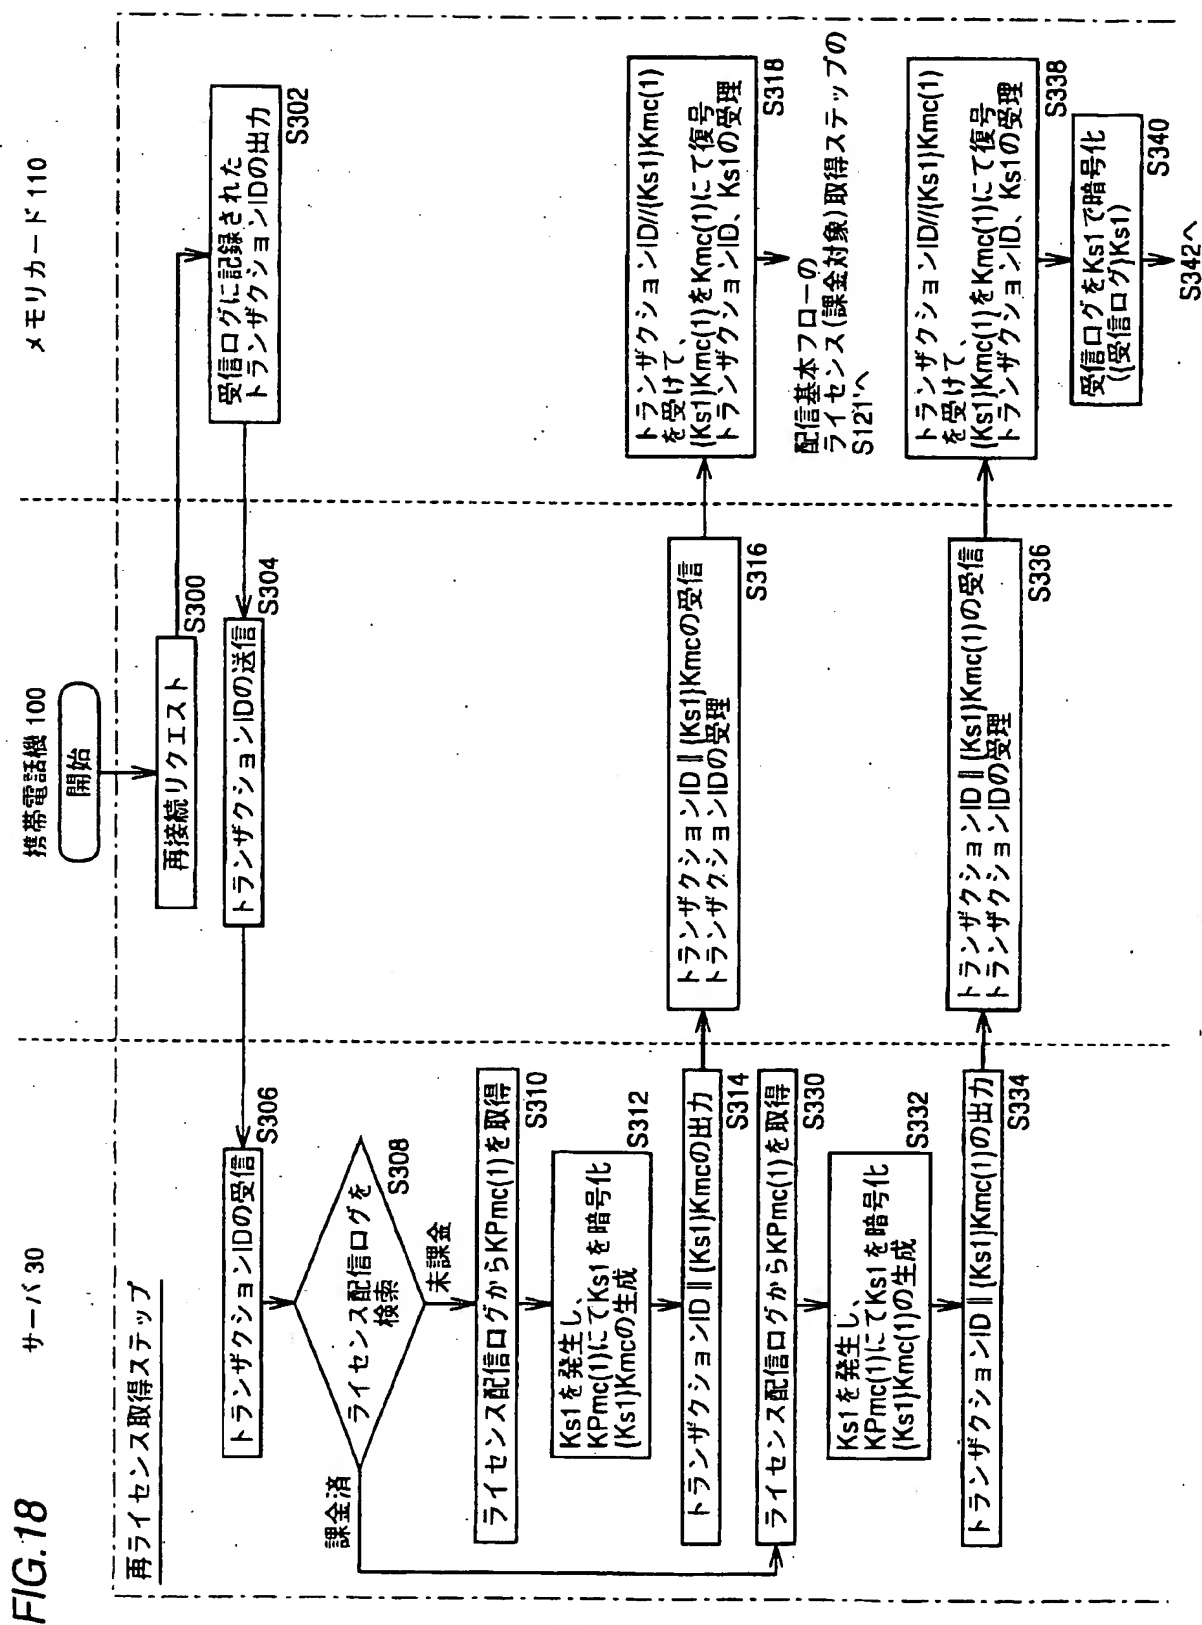 FIG.18
サーバ 30
携帯電話機 100
メモリカード 110
再ライセンス取得ステップ
開始
再接続リクエスト
S300
受信ログに記録された
トランザクションIDの出力
S302
トランザクションIDの送信
S304
トランザクションIDの受信
S306
ライセンス配信ログを
検索
S308
課金済
未課金
ライセンス配信ログからKPmc(1)を取得
S310
Ks1を発生し、
KPmc(1)にてKs1を暗号化
{Ks1}Kmcの生成
S312
トランザクションID∥{Ks1}Kmcの出力
S314
トランザクションID∥{Ks1}Kmcの受信
トランザクションIDの受理
S316
トランザクションID//{Ks1}Kmc(1)
を受けて、
{Ks1}Kmc(1)をKmc(1)にて復号
トランザクションID、Ks1の受理
S318
配信基本フローの
ライセンス(課金対象)取得ステップの
S121へ
ライセンス配信ログからKPmc(1)を取得
S330
Ks1を発生し、
KPmc(1)にてKs1を暗号化
{Ks1}Kmc(1)の生成
S332
トランザクションID∥{Ks1}Kmc(1)の出力
S334
トランザクションID∥{Ks1}Kmc(1)の受信
トランザクションIDの受理
S336
トランザクションID//{Ks1}Kmc(1)
を受けて、
{Ks1}Kmc(1)をKmc(1)にて復号
トランザクションID、Ks1の受理
S338
受信ログをKs1で暗号化
({受信ログ}Ks1)
S340
S342へ